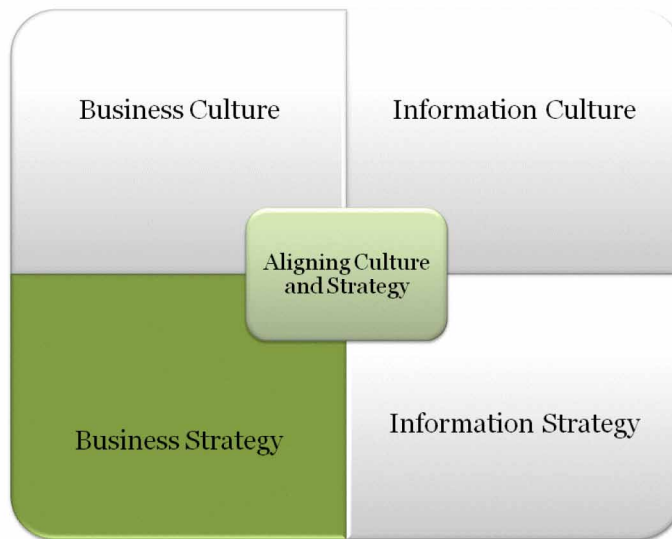 Business Culture
Information Culture
Aligning Culture
and Strategy
Business Strategy
Information Strategy